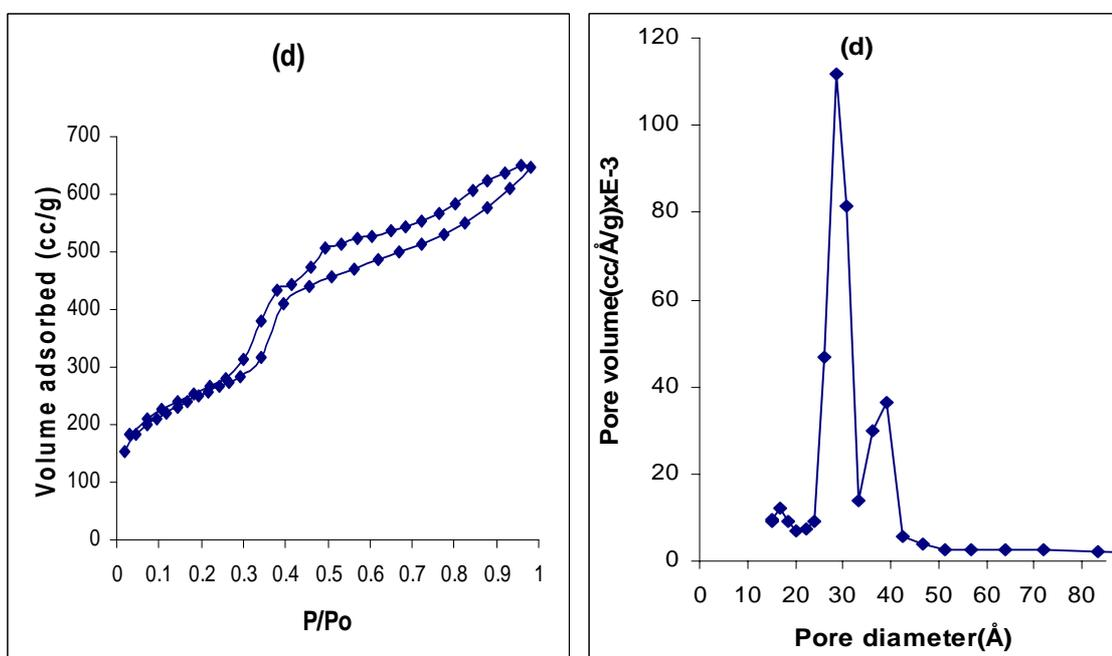 (d)
Volume adsorbed (cc/g)
700
600
500
400
300
200
100
0
0 0.1 0.2 0.3 0.4 0.5 0.6 0.7 0.8 0.9 1
P/Po
(d)
Pore volume(cc/Å/g)xE-3
120
100
80
60
40
20
0
0 10 20 30 40 50 60 70 80
Pore diameter(Å)